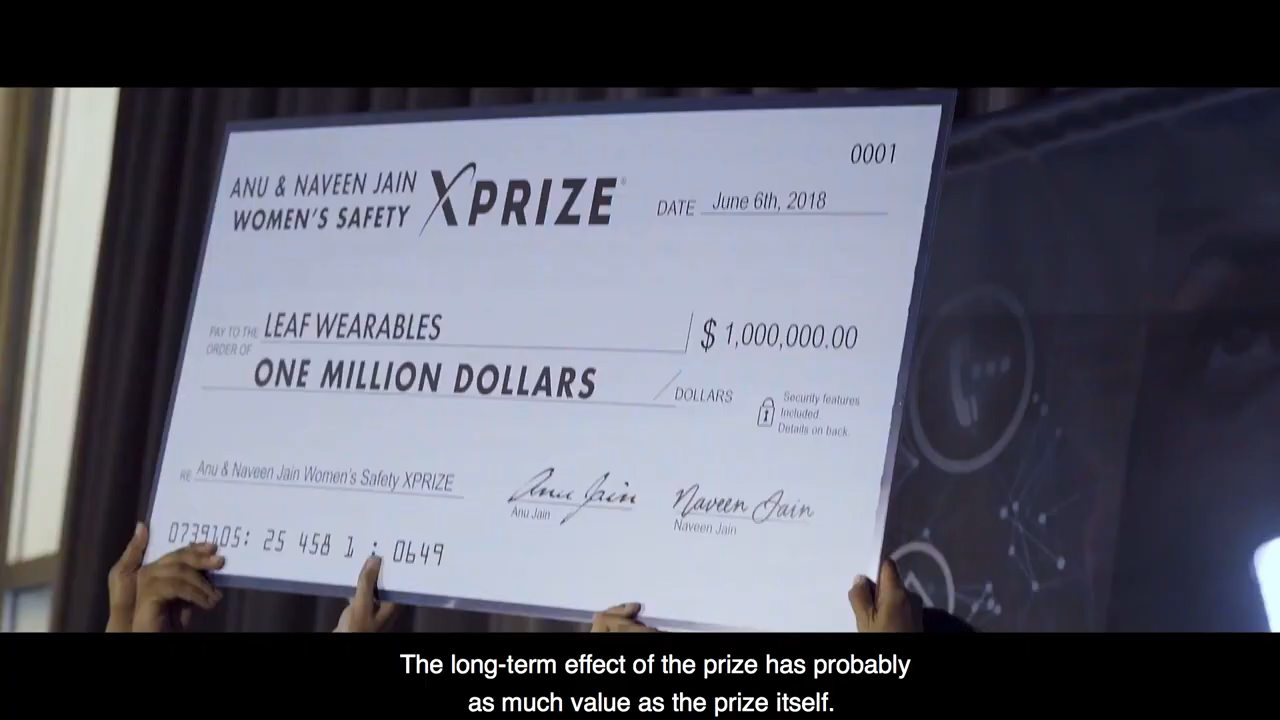 0001
ANU & NAVEEN JAIN
WOMEN'S SAFETY
XPRIZE®
DATE June 6th, 2018
PAY TO THE
ORDER OF
LEAF WEARABLES
$ 1,000,000.00
ONE MILLION DOLLARS
DOLLARS
Security features
Included.
Details on back.
RE Anu & Naveen Jain Women's Safety XPRIZE
Anu Jain
Anu Jain
Naveen Jain
Naveen Jain
0739105: 25 458 1 : 0649
The long-term effect of the prize has probably
as much value as the prize itself.